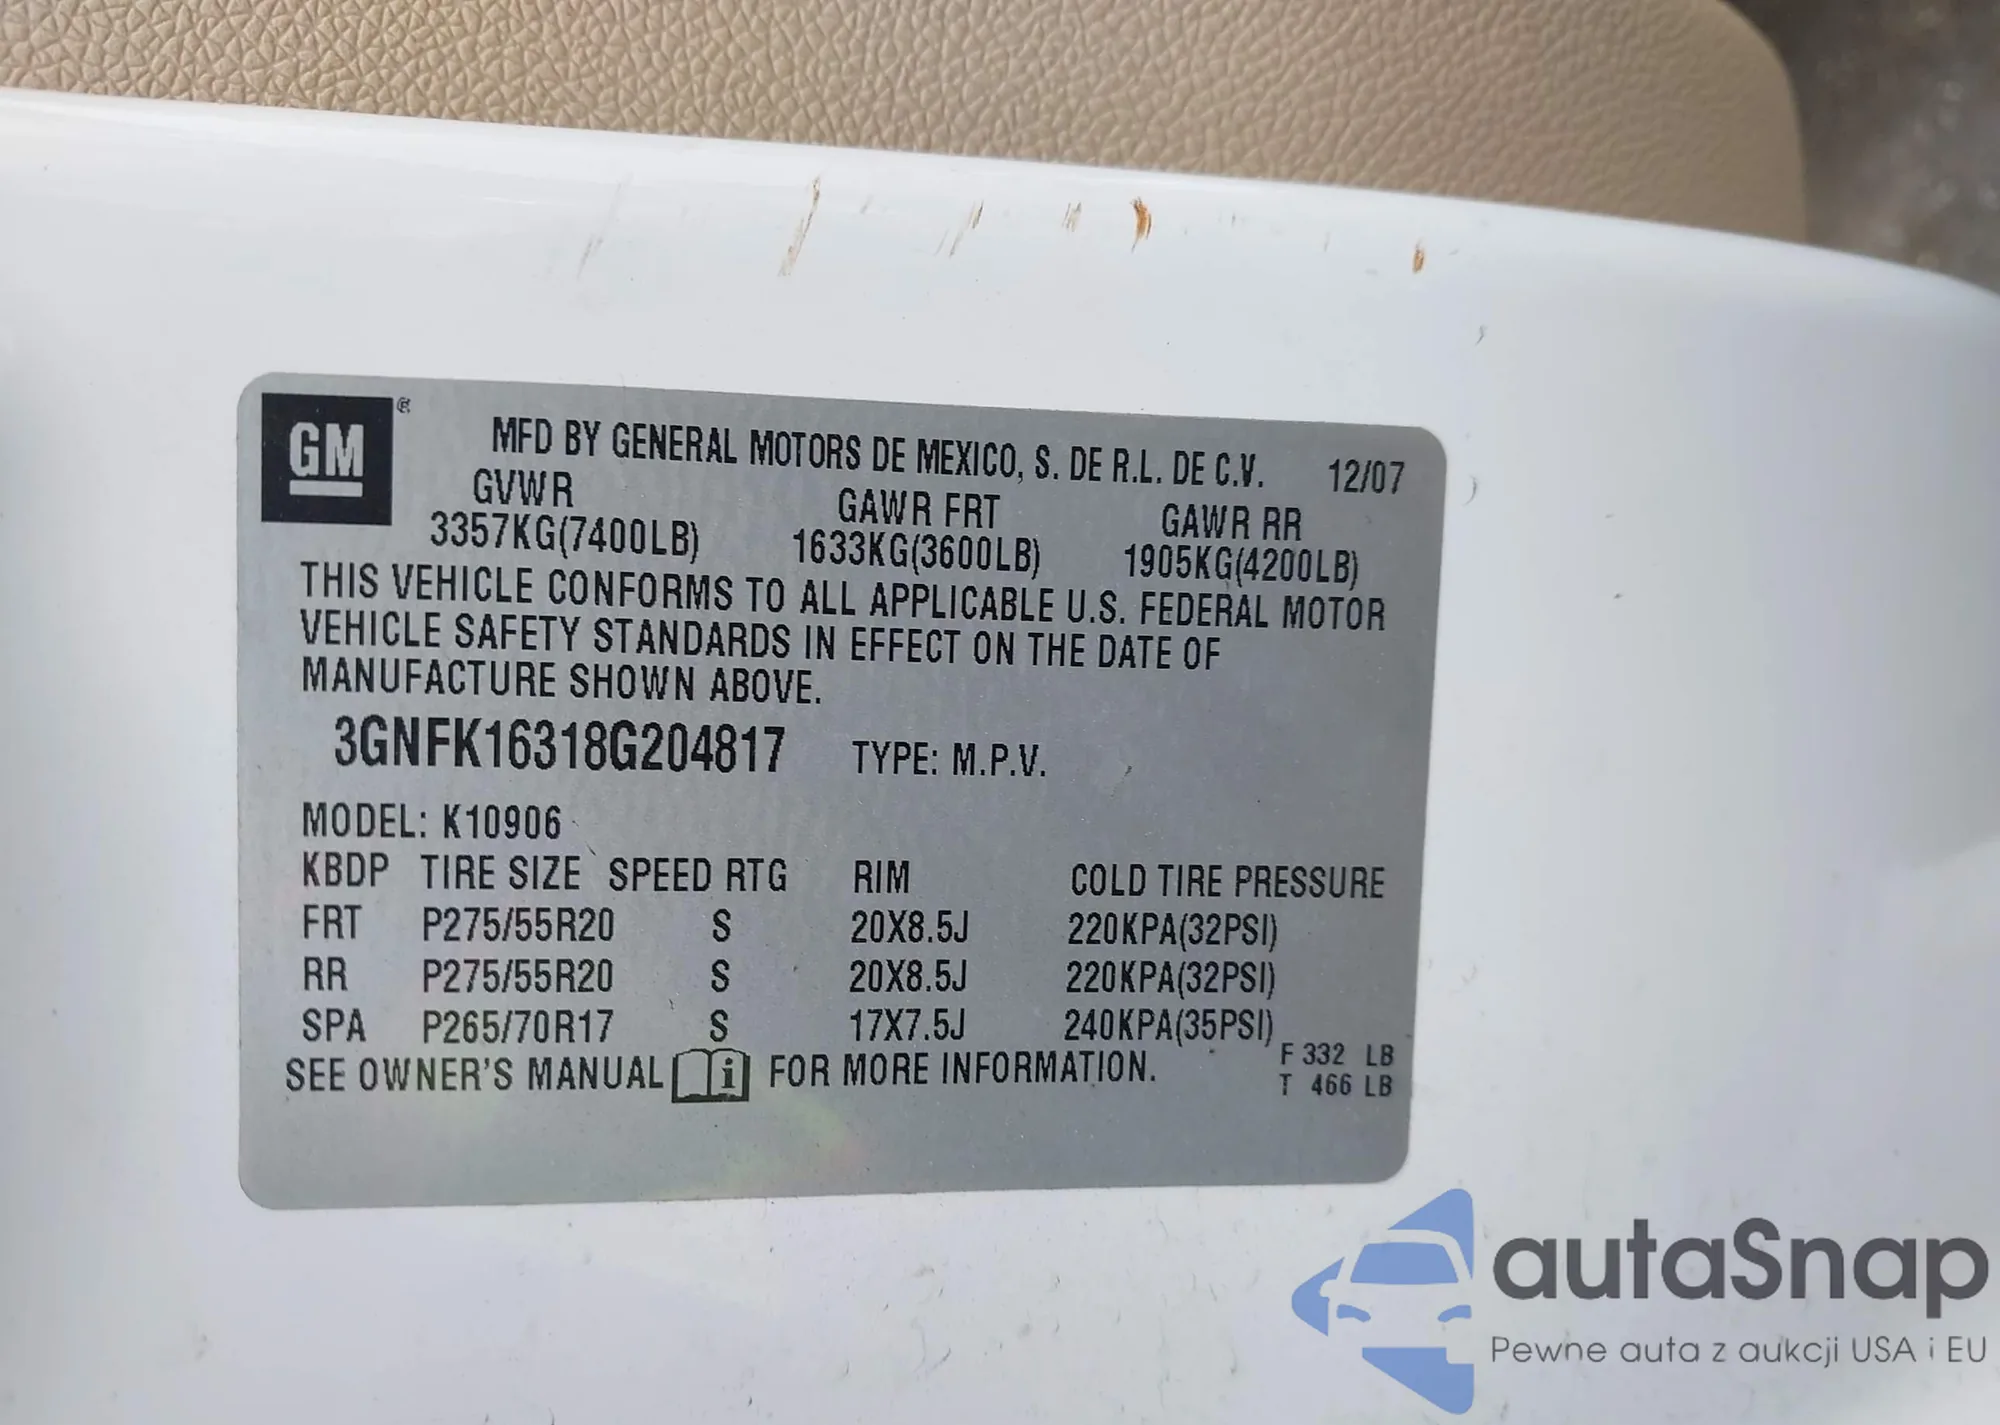 GM ®
MFD BY GENERAL MOTORS DE MEXICO, S. DE R.L. DE C.V. 12/07
GVWR GAWR FRT GAWR RR
3357KG(7400LB) 1633KG(3600LB) 1905KG(4200LB)
THIS VEHICLE CONFORMS TO ALL APPLICABLE U.S. FEDERAL MOTOR
VEHICLE SAFETY STANDARDS IN EFFECT ON THE DATE OF
MANUFACTURE SHOWN ABOVE.
3GNFK16318G204817 TYPE: M.P.V.
MODEL: K10906
KBDP TIRE SIZE SPEED RTG RIM COLD TIRE PRESSURE
FRT P275/55R20 S 20X8.5J 220KPA(32PSI)
RR P275/55R20 S 20X8.5J 220KPA(32PSI)
SPA P265/70R17 S 17X7.5J 240KPA(35PSI)
SEE OWNER'S MANUAL i FOR MORE INFORMATION.
F 332 LB
T 466 LB
autaSnap
Pewne auta z aukcji USA i EU